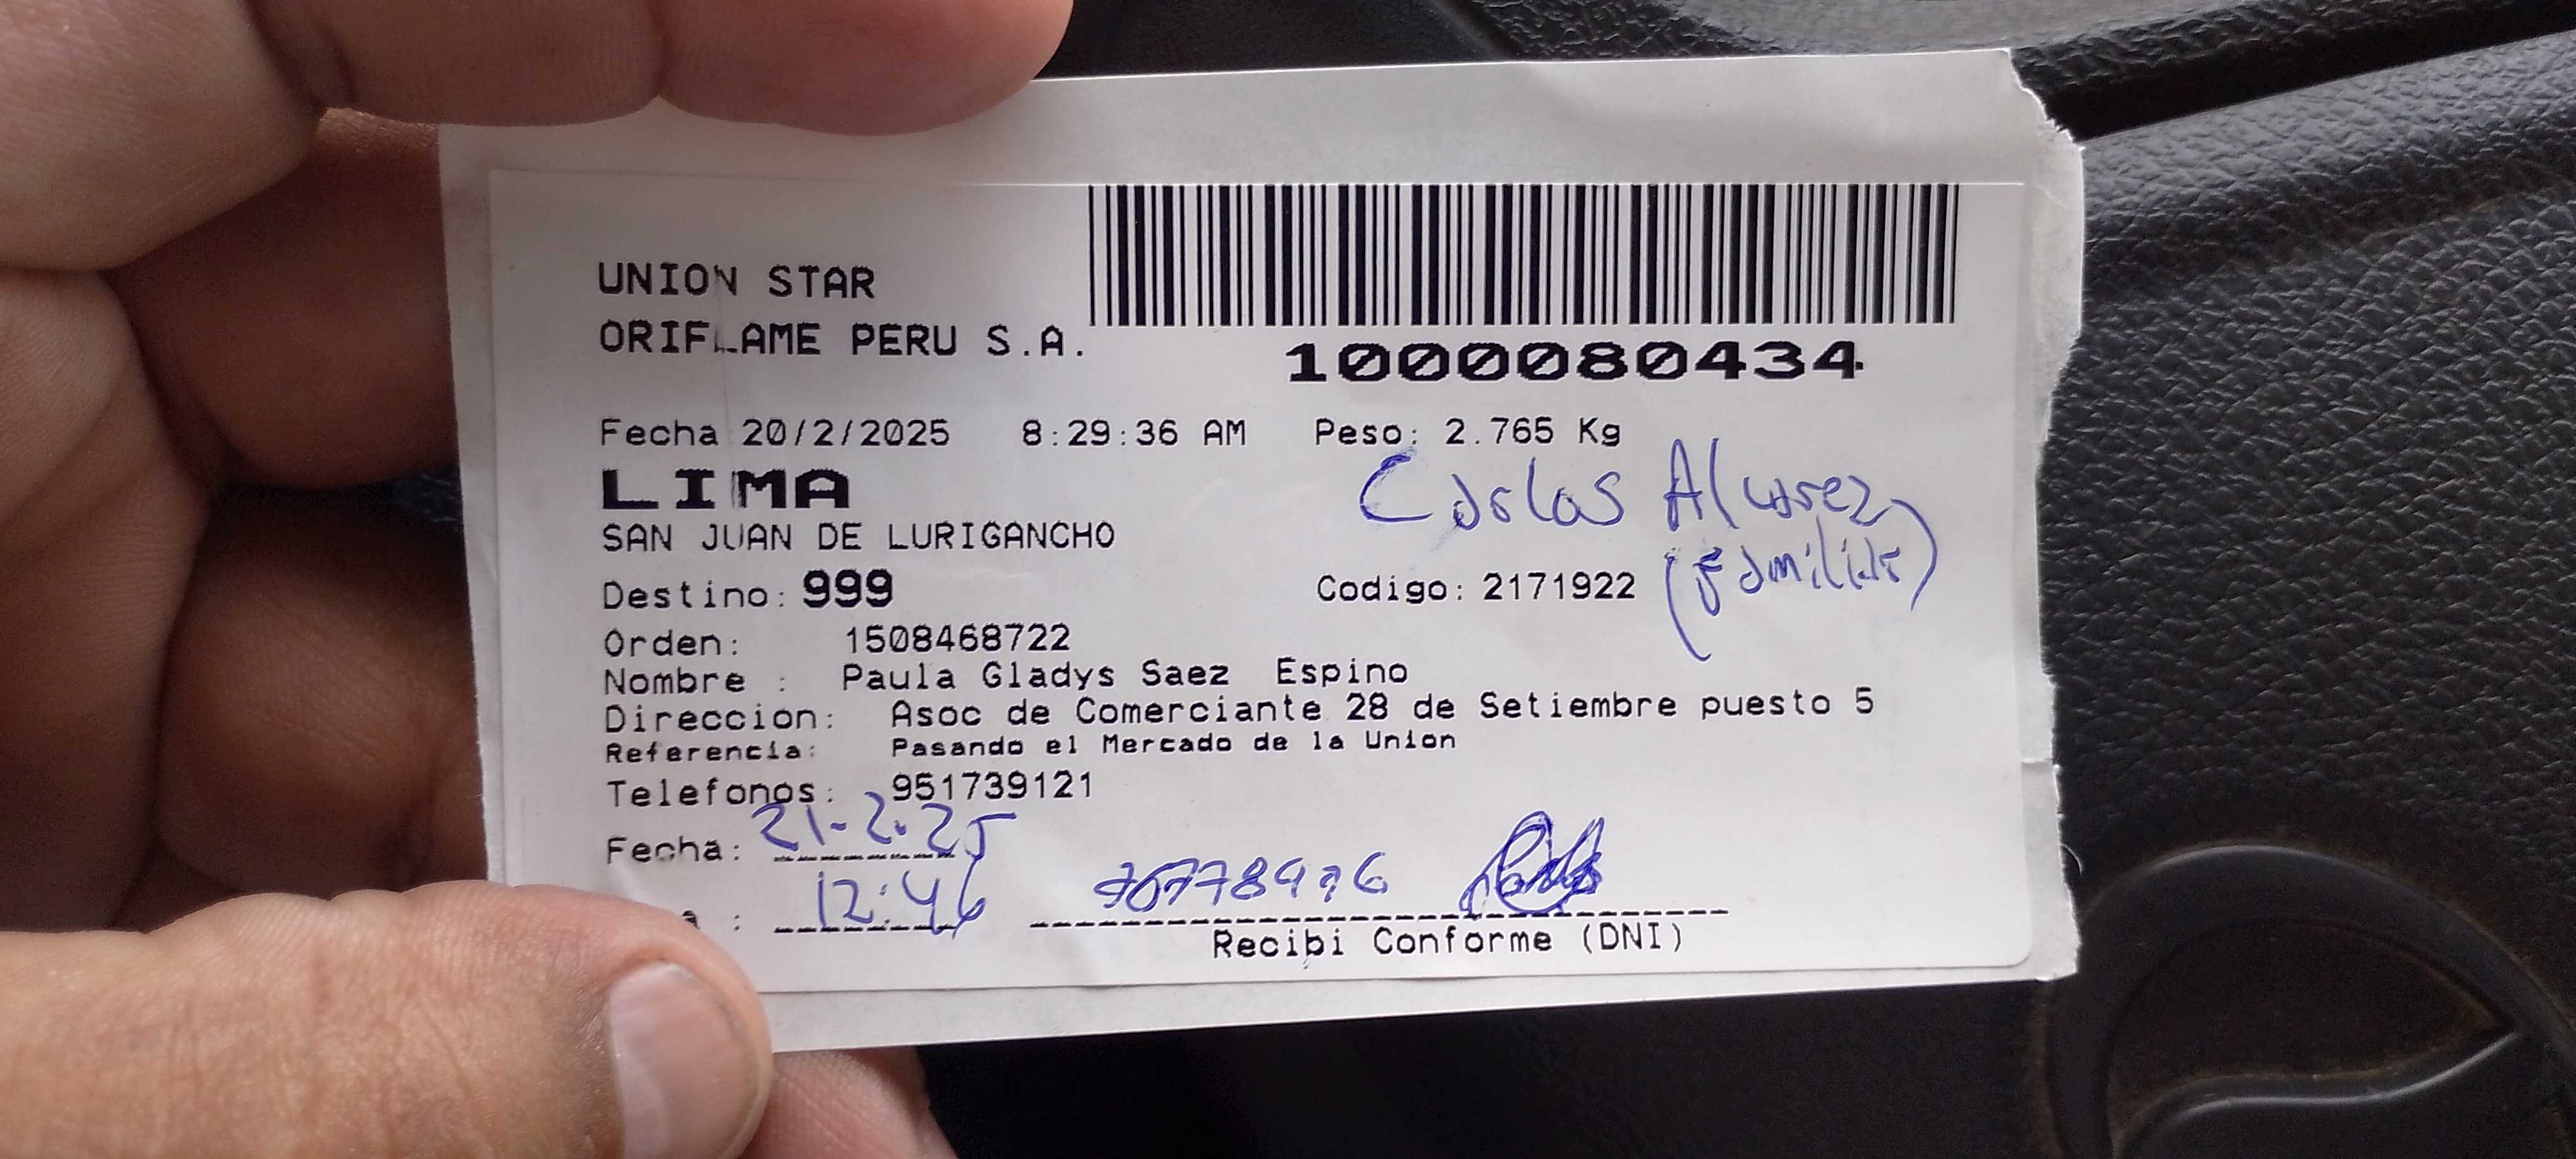 UNION STAR
ORIFLAME PERU S.A.
1000080434
Fecha 20/2/2025 8:29:36 AM Peso: 2.765 Kg
LIMA
Carlos Alvarez
SAN JUAN DE LURIGANCHO
(Familiar)
Destino: 999 Codigo: 2171922
Orden: 1508468722
Nombre : Paula Gladys Saez Espino
Direccion: Asoc de Comerciante 28 de Setiembre puesto 5
Referencia: Pasando el Mercado de la Union
Telefonos: 951739121
Fecha: 21-2-25
a : 12:46
Recibi Conforme (DNI)